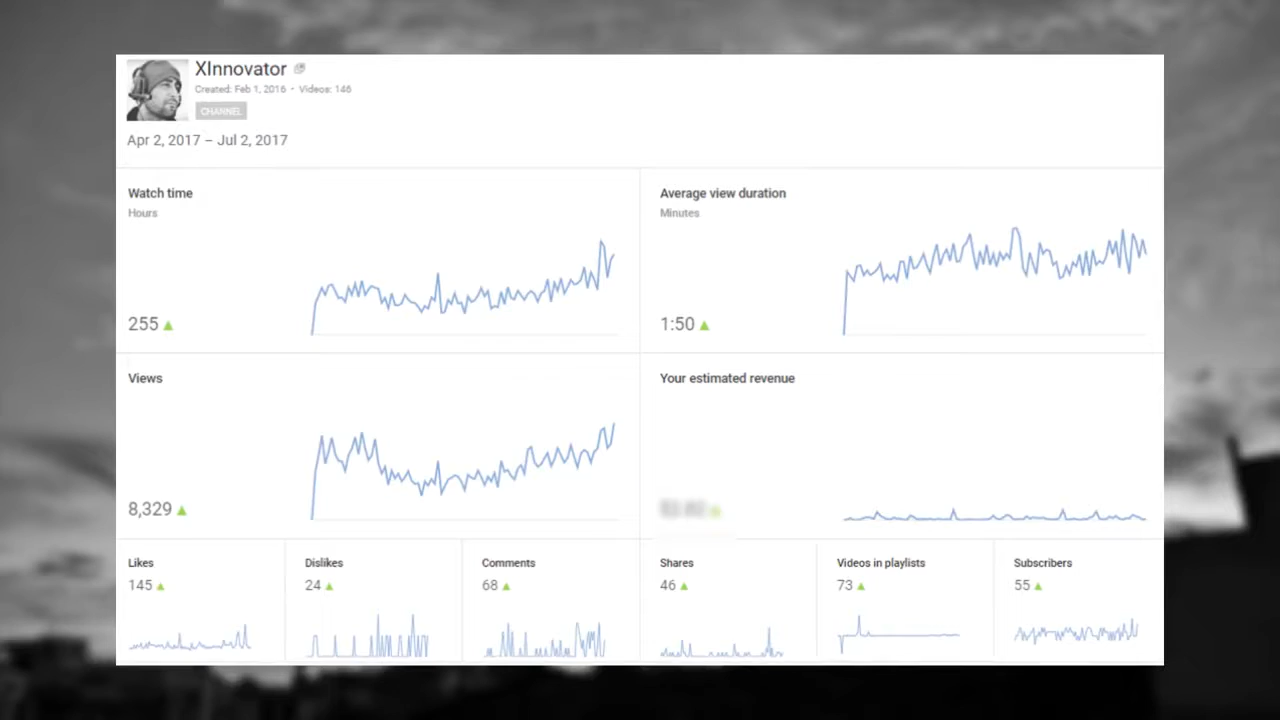 XInnovator
Created: Feb 1, 2016 • Videos: 146
CHANNEL
Apr 2, 2017 – Jul 2, 2017
Watch time
Hours
255
Average view duration
Minutes
1:50
Views
8,329
Your estimated revenue
Likes
145
Dislikes
24
Comments
68
Shares
46
Videos in playlists
73
Subscribers
55